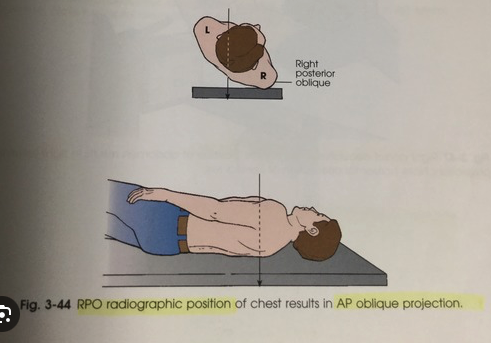 L
R
Right
posterior
oblique
Fig. 3-44 RPO radiographic position of chest results in AP oblique projection.